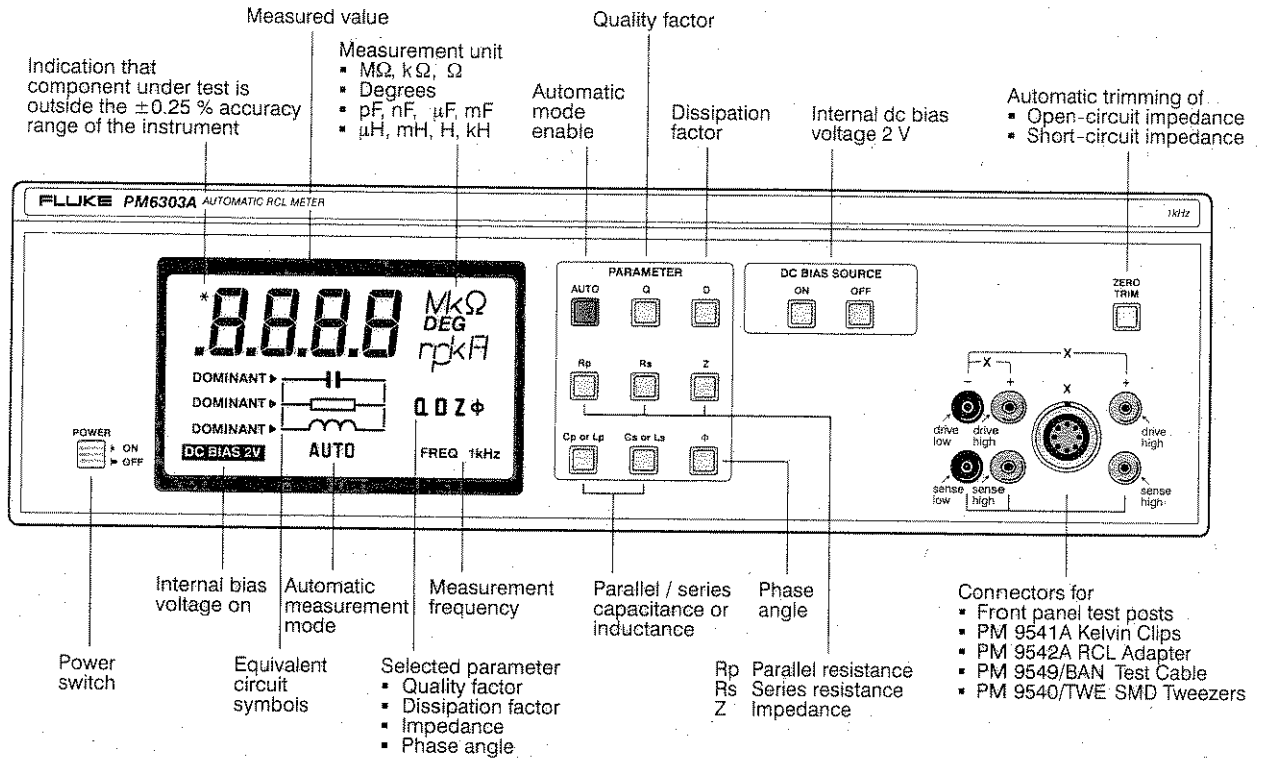 Measured value
Quality factor
Indication that
component under test is
outside the ±0.25 % accuracy
range of the instrument
Measurement unit
▪ MΩ, kΩ, Ω
▪ Degrees
▪ pF, nF, μF, mF
▪ μH, mH, H, kH
Automatic
mode
enable
Dissipation
factor
Internal dc bias
voltage 2 V
Automatic trimming of
▪ Open-circuit impedance
▪ Short-circuit impedance
FLUKE PM6303A AUTOMATIC RCL METER
1kHz
*.8.8.8.8
MkΩ
DEG
DOMINANT
DOMINANT
DOMINANT
Q D Z Φ
DC BIAS 2V
AUTO
FREQ 1kHz
POWER
ON
OFF
PARAMETER
AUTO
Q
D
Rp
Rs
Z
Cp or Lp
Cs or Ls
Φ
DC BIAS SOURCE
ON
OFF
ZERO
TRIM
X
X
X
− + +
drive
low
drive
high
drive
high
sense
low
sense
high
sense
high
Internal bias
voltage on
Automatic
measurement
mode
Measurement
frequency
Parallel / series
capacitance or
inductance
Phase
angle
Connectors for
▪ Front panel test posts
▪ PM 9541A Kelvin Clips
▪ PM 9542A RCL Adapter
▪ PM 9549/BAN Test Cable
▪ PM 9540/TWE SMD Tweezers
Power
switch
Equivalent
circuit
symbols
Selected parameter
▪ Quality factor
▪ Dissipation factor
▪ Impedance
▪ Phase angle
Rp Parallel resistance
Rs Series resistance
Z Impedance